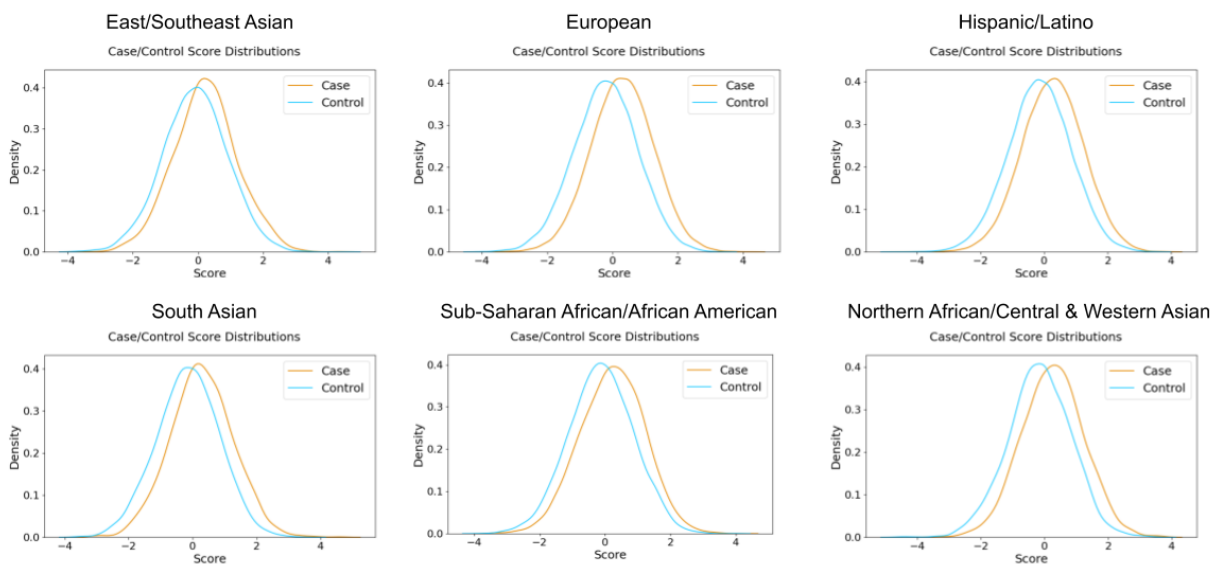 East/Southeast Asian
Case/Control Score Distributions
Case
Control
Density
0.4
0.3
0.2
0.1
0.0
−4 −2 0 2 4
Score
European
Case/Control Score Distributions
Case
Control
Density
0.4
0.3
0.2
0.1
0.0
−4 −2 0 2 4
Score
Hispanic/Latino
Case/Control Score Distributions
Case
Control
Density
0.4
0.3
0.2
0.1
0.0
−4 −2 0 2 4
Score
South Asian
Case/Control Score Distributions
Case
Control
Density
0.4
0.3
0.2
0.1
0.0
−4 −2 0 2 4
Score
Sub-Saharan African/African American
Case/Control Score Distributions
Case
Control
Density
0.4
0.3
0.2
0.1
0.0
−4 −2 0 2 4
Score
Northern African/Central & Western Asian
Case/Control Score Distributions
Case
Control
Density
0.4
0.3
0.2
0.1
0.0
−4 −2 0 2 4
Score